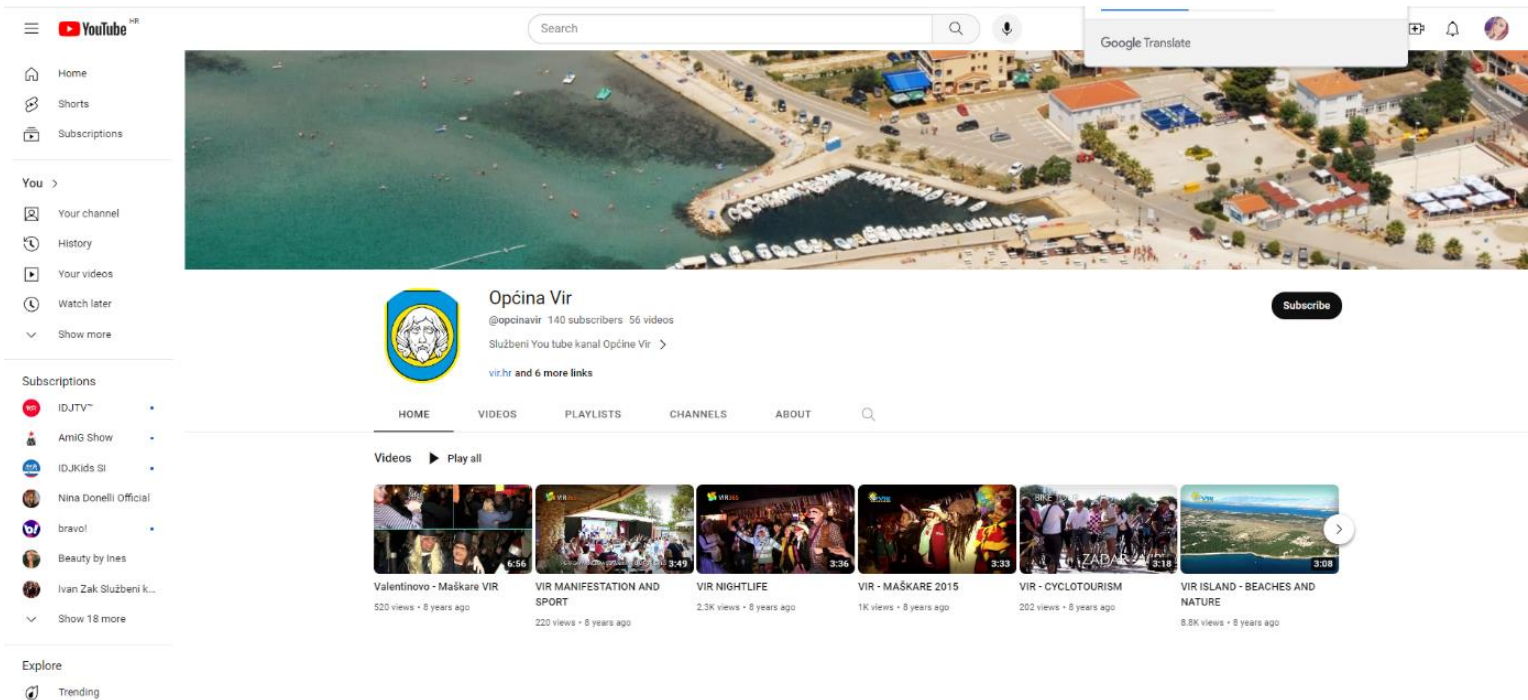 YouTube HR
Search
Google Translate
Home
Shorts
Subscriptions
You
Your channel
History
Your videos
Watch later
Show more
Subscriptions
IDJTV™
AmiG Show
IDJKids SI
Nina Donelli Official
bravo!
Beauty by Ines
Ivan Zak Službeni k...
Show 18 more
Explore
Trending
Općina Vir
@opcinavir 140 subscribers 56 videos
Službeni You tube kanal Općine Vir
vir.hr and 6 more links
Subscribe
HOME VIDEOS PLAYLISTS CHANNELS ABOUT
Videos Play all
6:56
Valentinovo - Maškare VIR
520 views • 8 years ago
VIR365
3:49
VIR MANIFESTATION AND
SPORT
220 views • 8 years ago
VIR365
3:36
VIR NIGHTLIFE
2.3K views • 8 years ago
3:33
VIR - MAŠKARE 2015
1K views • 8 years ago
BIKE TOUR
ZADAR
3:18
VIR - CYCLOTOURISM
202 views • 8 years ago
3:08
VIR ISLAND - BEACHES AND
NATURE
8.8K views • 8 years ago